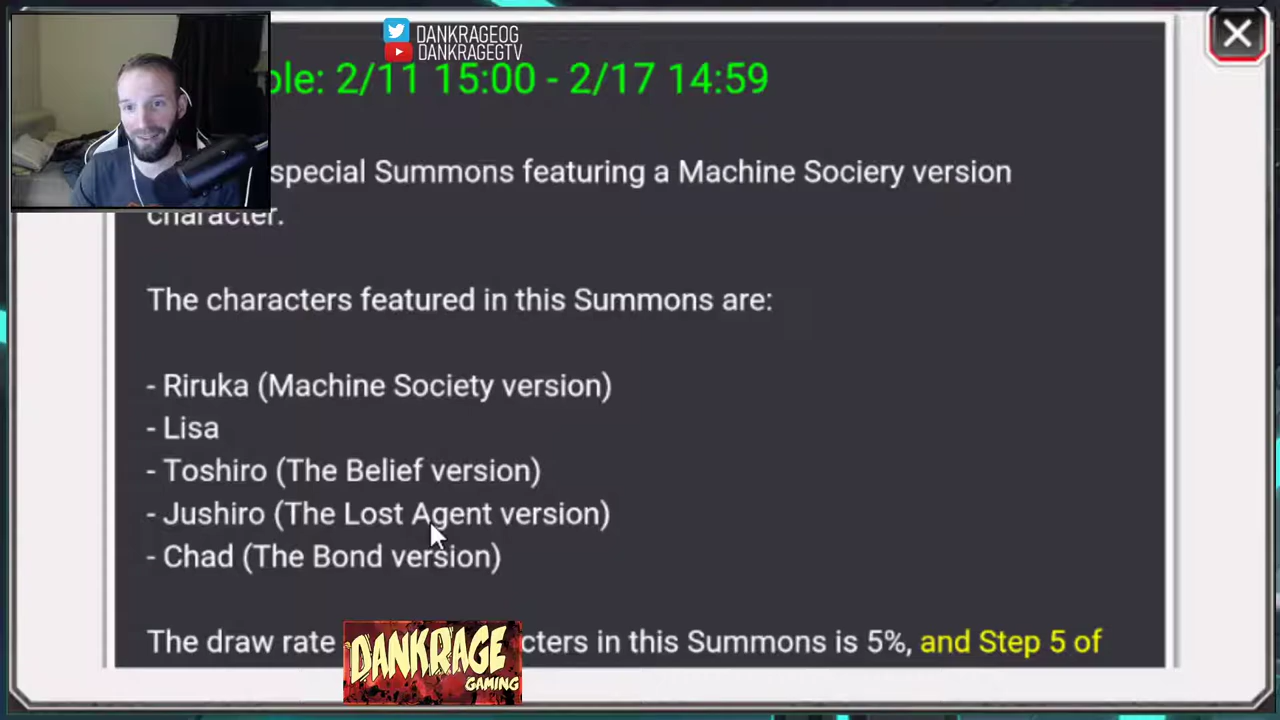 DANKRAGEOG
DANKRAGEGTV
ble: 2/11 15:00 - 2/17 14:59
special Summons featuring a Machine Sociery version
character.
The characters featured in this Summons are:
- Riruka (Machine Society version)
- Lisa
- Toshiro (The Belief version)
- Jushiro (The Lost Agent version)
- Chad (The Bond version)
The draw rate cters in this Summons is 5%, and Step 5 of
DANKRAGE
GAMING